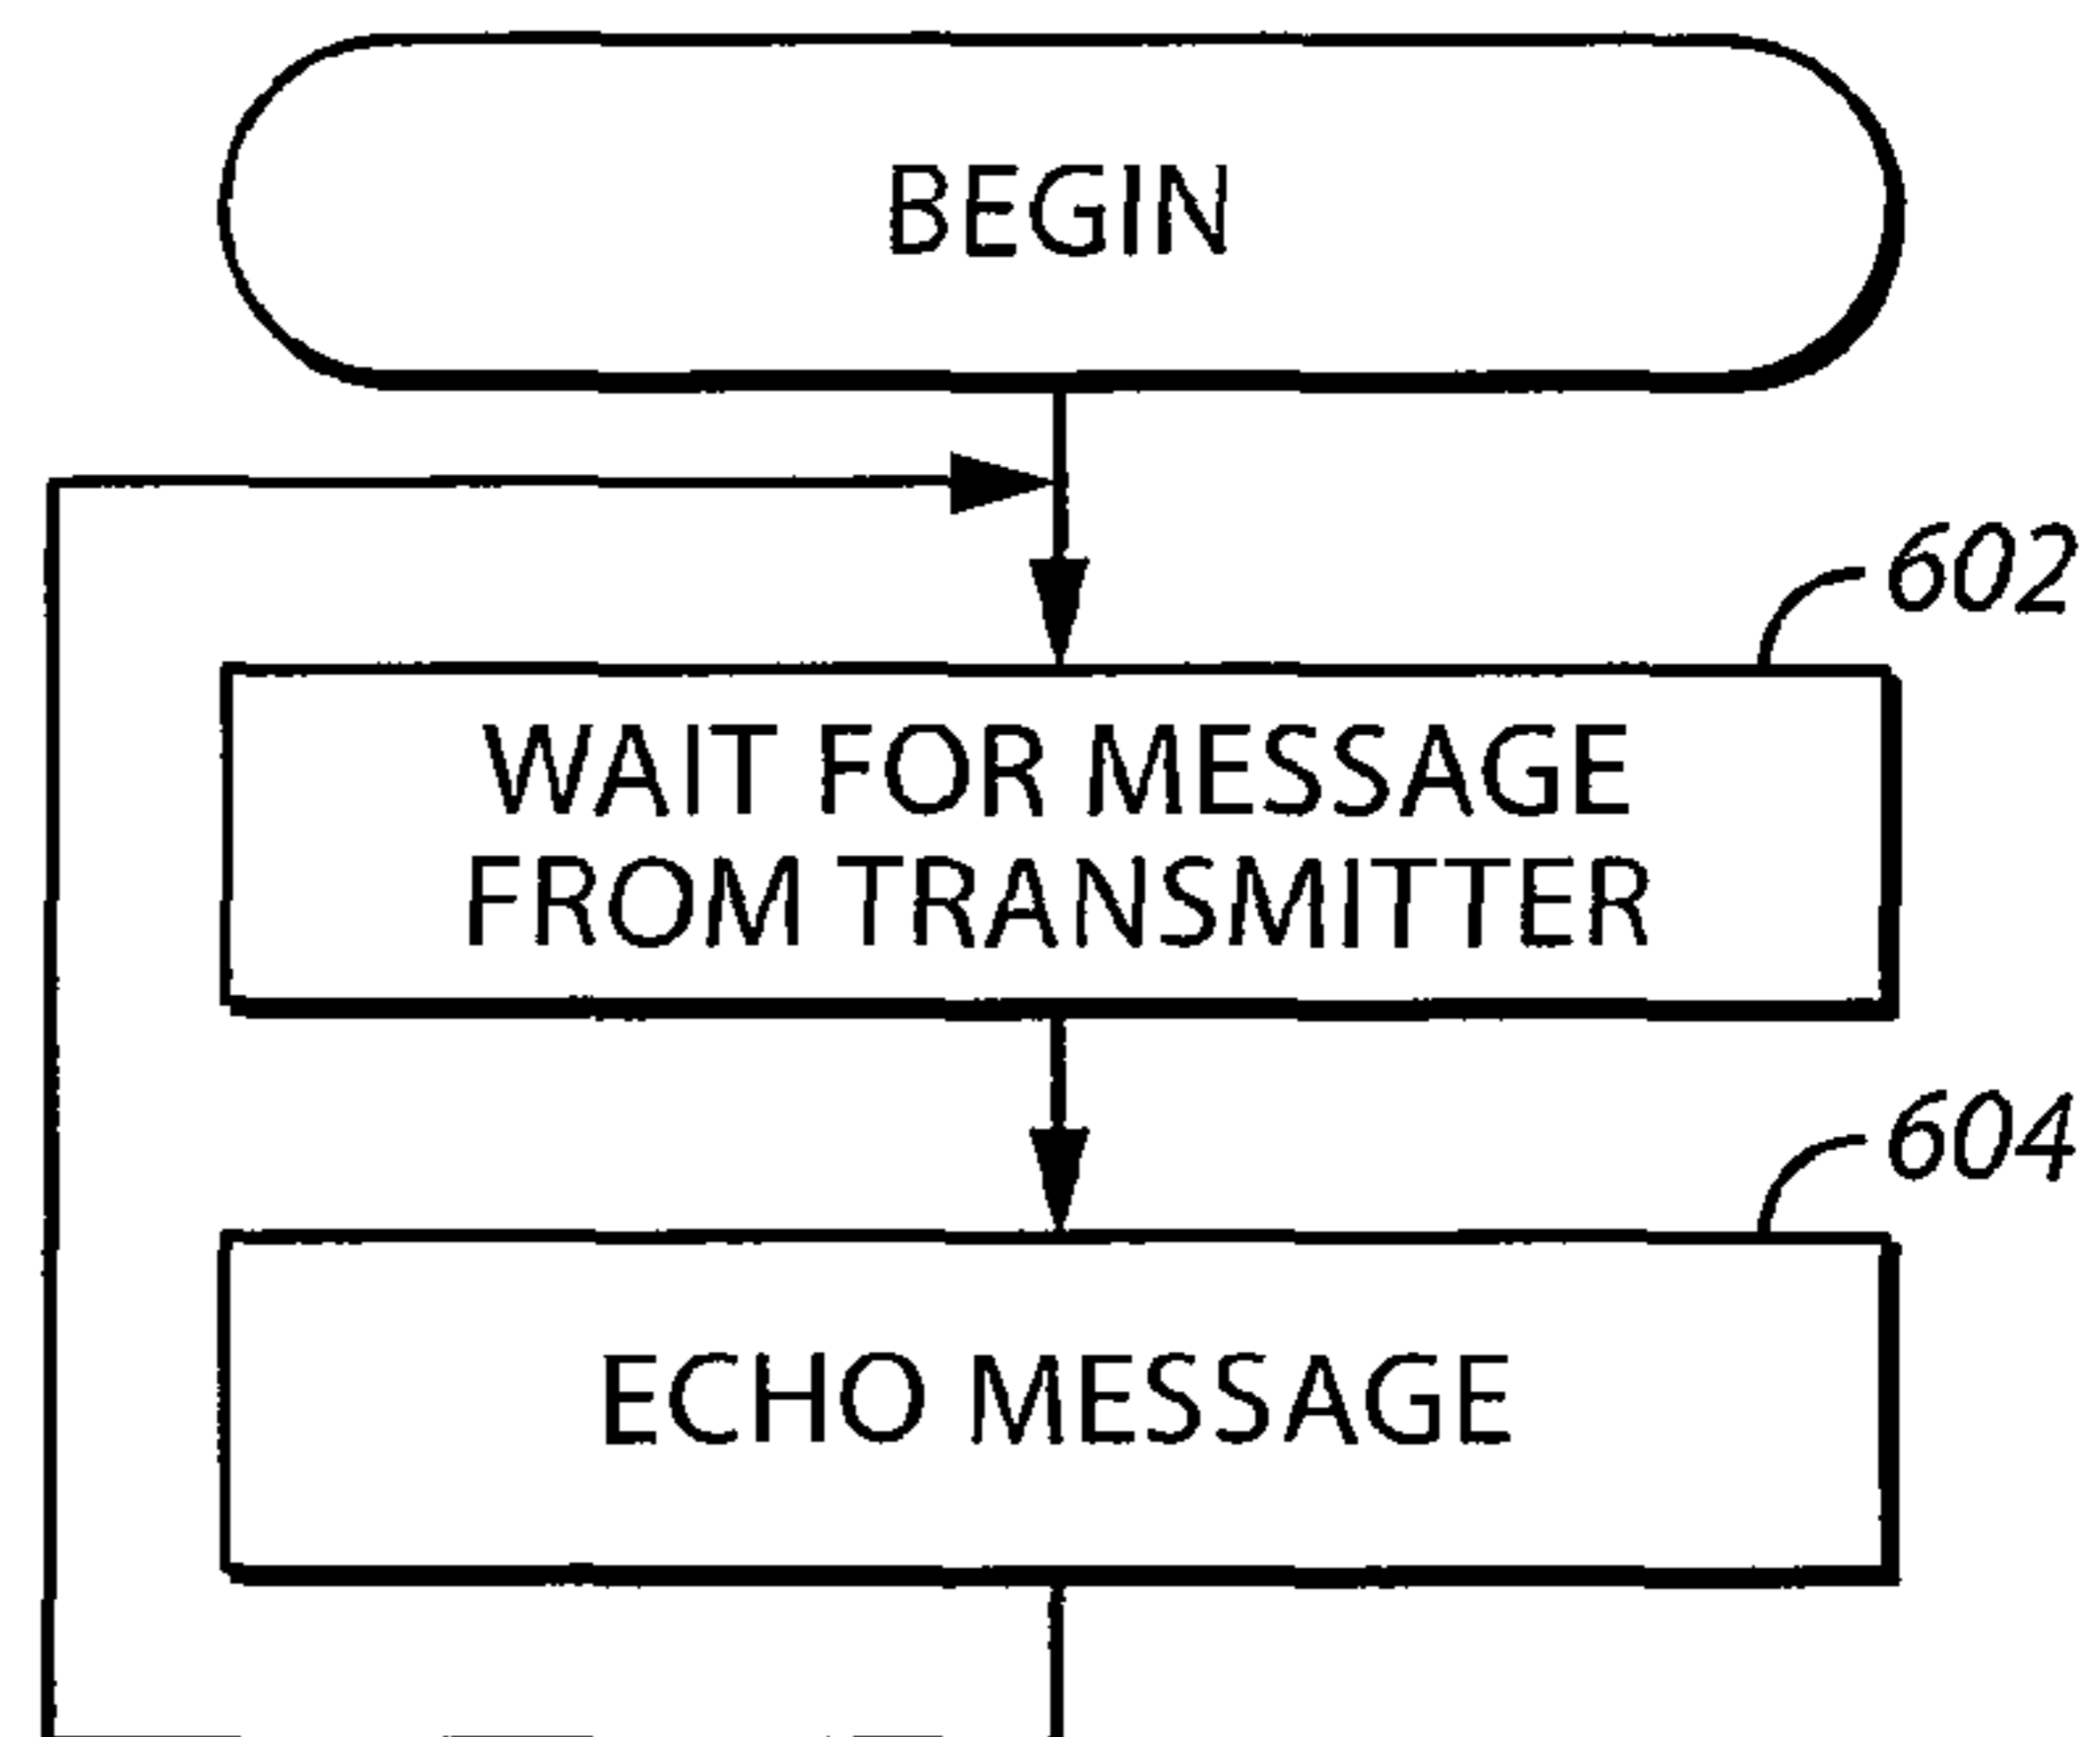 BEGIN
602
WAIT FOR MESSAGE
FROM TRANSMITTER
604
ECHO MESSAGE